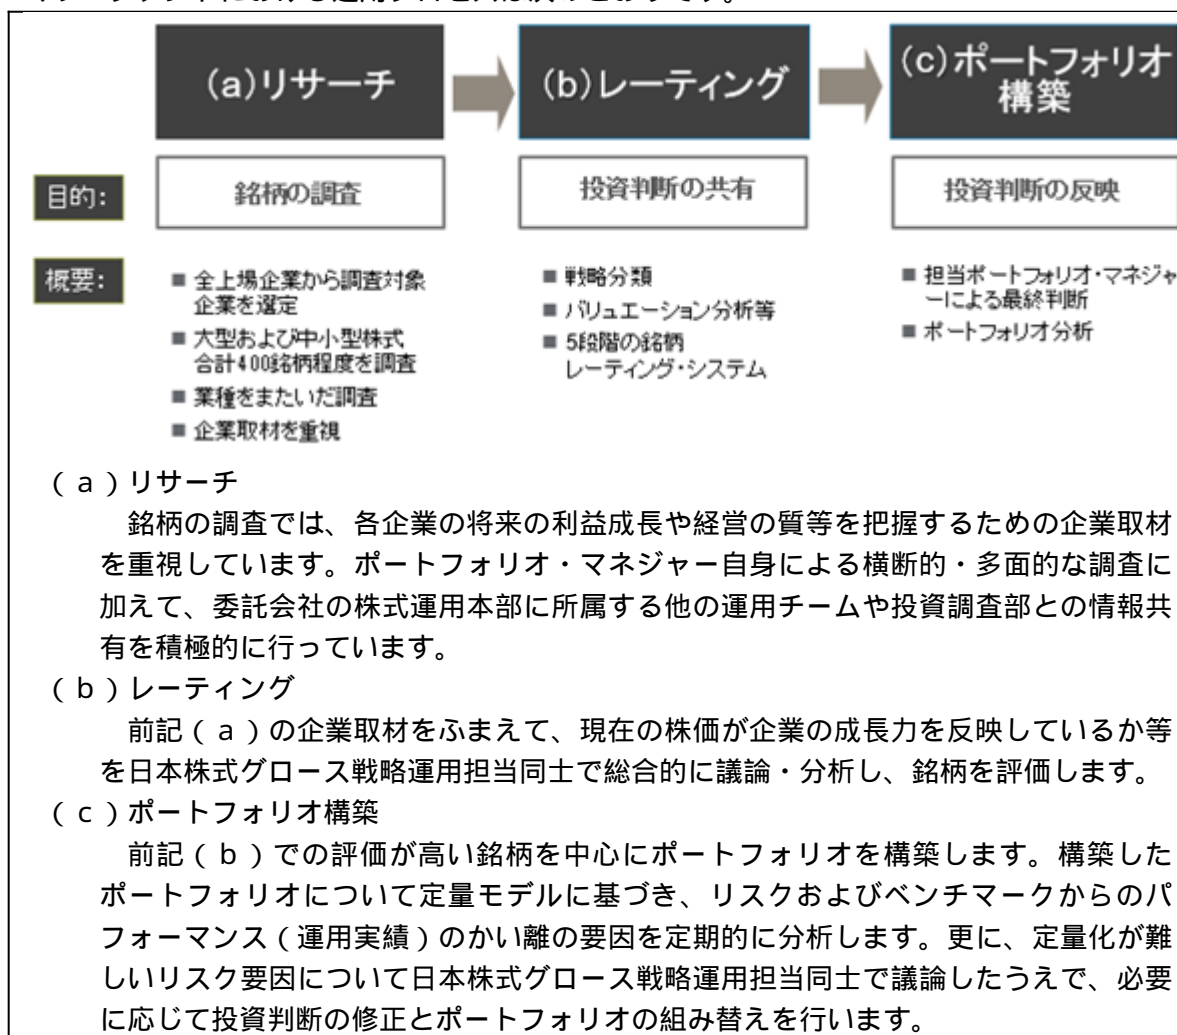 (a)リサーチ
(b)レーティング
(c)ポートフォリオ
構築
目的:
銘柄の調査
投資判断の共有
投資判断の反映
概要:
■ 全上場企業から調査対象
企業を選定
■ 大型および中小型株式
合計400銘柄程度を調査
■ 業種をまたいだ調査
■ 企業取材を重視
■ 戦略分類
■ バリュエーション分析等
■ 5段階の銘柄
レーティング・システム
■ 担当ポートフォリオ・マネジャ
ーによる最終判断
■ ポートフォリオ分析
(a)リサーチ
銘柄の調査では、各企業の将来の利益成長や経営の質等を把握するための企業取材
を重視しています。ポートフォリオ・マネジャー自身による横断的・多面的な調査に
加えて、委託会社の株式運用本部に所属する他の運用チームや投資調査部との情報共
有を積極的に行っています。
(b)レーティング
前記(a)の企業取材をふまえて、現在の株価が企業の成長力を反映しているか等
を日本株式グロース戦略運用担当同士で総合的に議論・分析し、銘柄を評価します。
(c)ポートフォリオ構築
前記(b)での評価が高い銘柄を中心にポートフォリオを構築します。構築した
ポートフォリオについて定量モデルに基づき、リスクおよびベンチマークからのパ
フォーマンス(運用実績)のかい離の要因を定期的に分析します。更に、定量化が難
しいリスク要因について日本株式グロース戦略運用担当同士で議論したうえで、必要
に応じて投資判断の修正とポートフォリオの組み替えを行います。